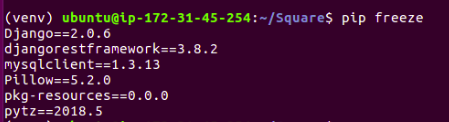 (venv) ubuntu@ip-172-31-45-254:~/Square$ pip freeze
Django==2.0.6
djangorestframework==3.8.2
mysqlclient==1.3.13
Pillow==5.2.0
pkg-resources==0.0.0
pytz==2018.5